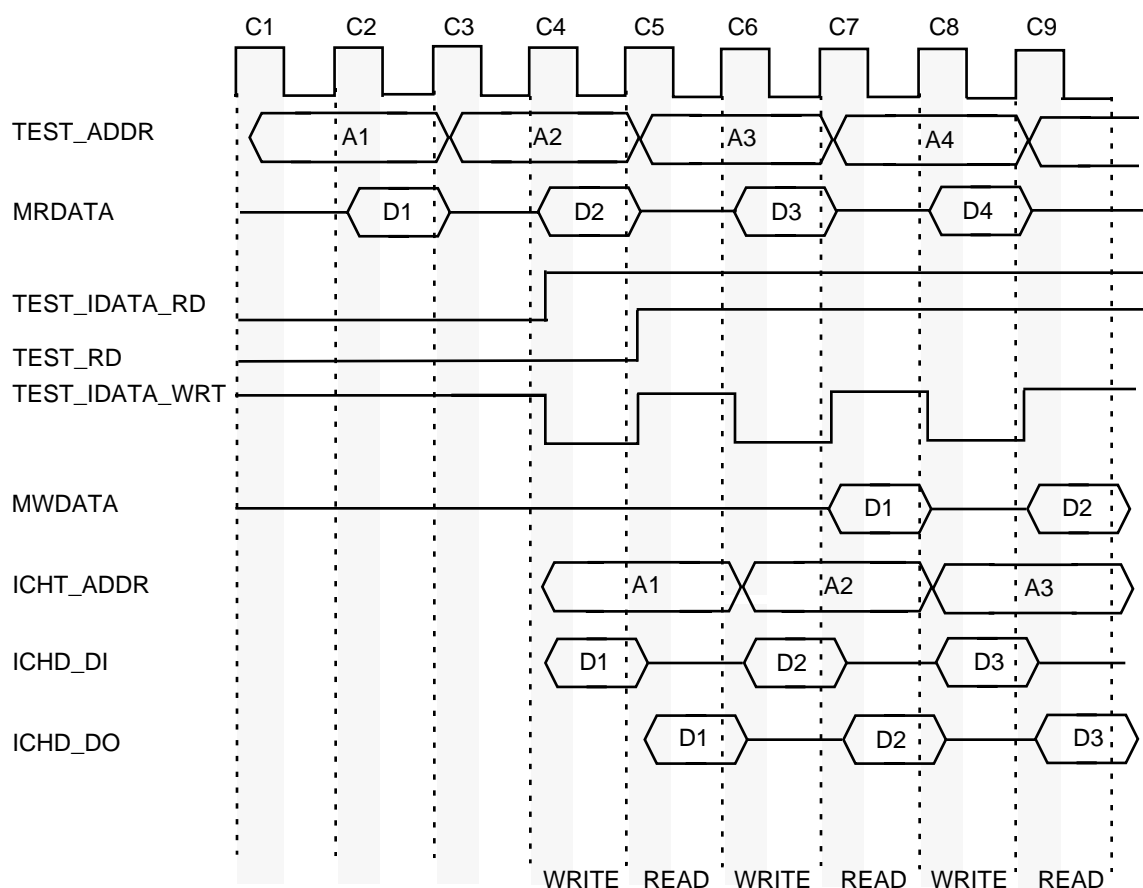 C1 C2 C3 C4 C5 C6 C7 C8 C9
TEST_ADDR A1 A2 A3 A4
MRDATA D1 D2 D3 D4
TEST_IDATA_RD
TEST_RD
TEST_IDATA_WRT
MWDATA D1 D2
ICHT_ADDR A1 A2 A3
ICHD_DI D1 D2 D3
ICHD_DO D1 D2 D3
WRITE READ WRITE READ WRITE READ